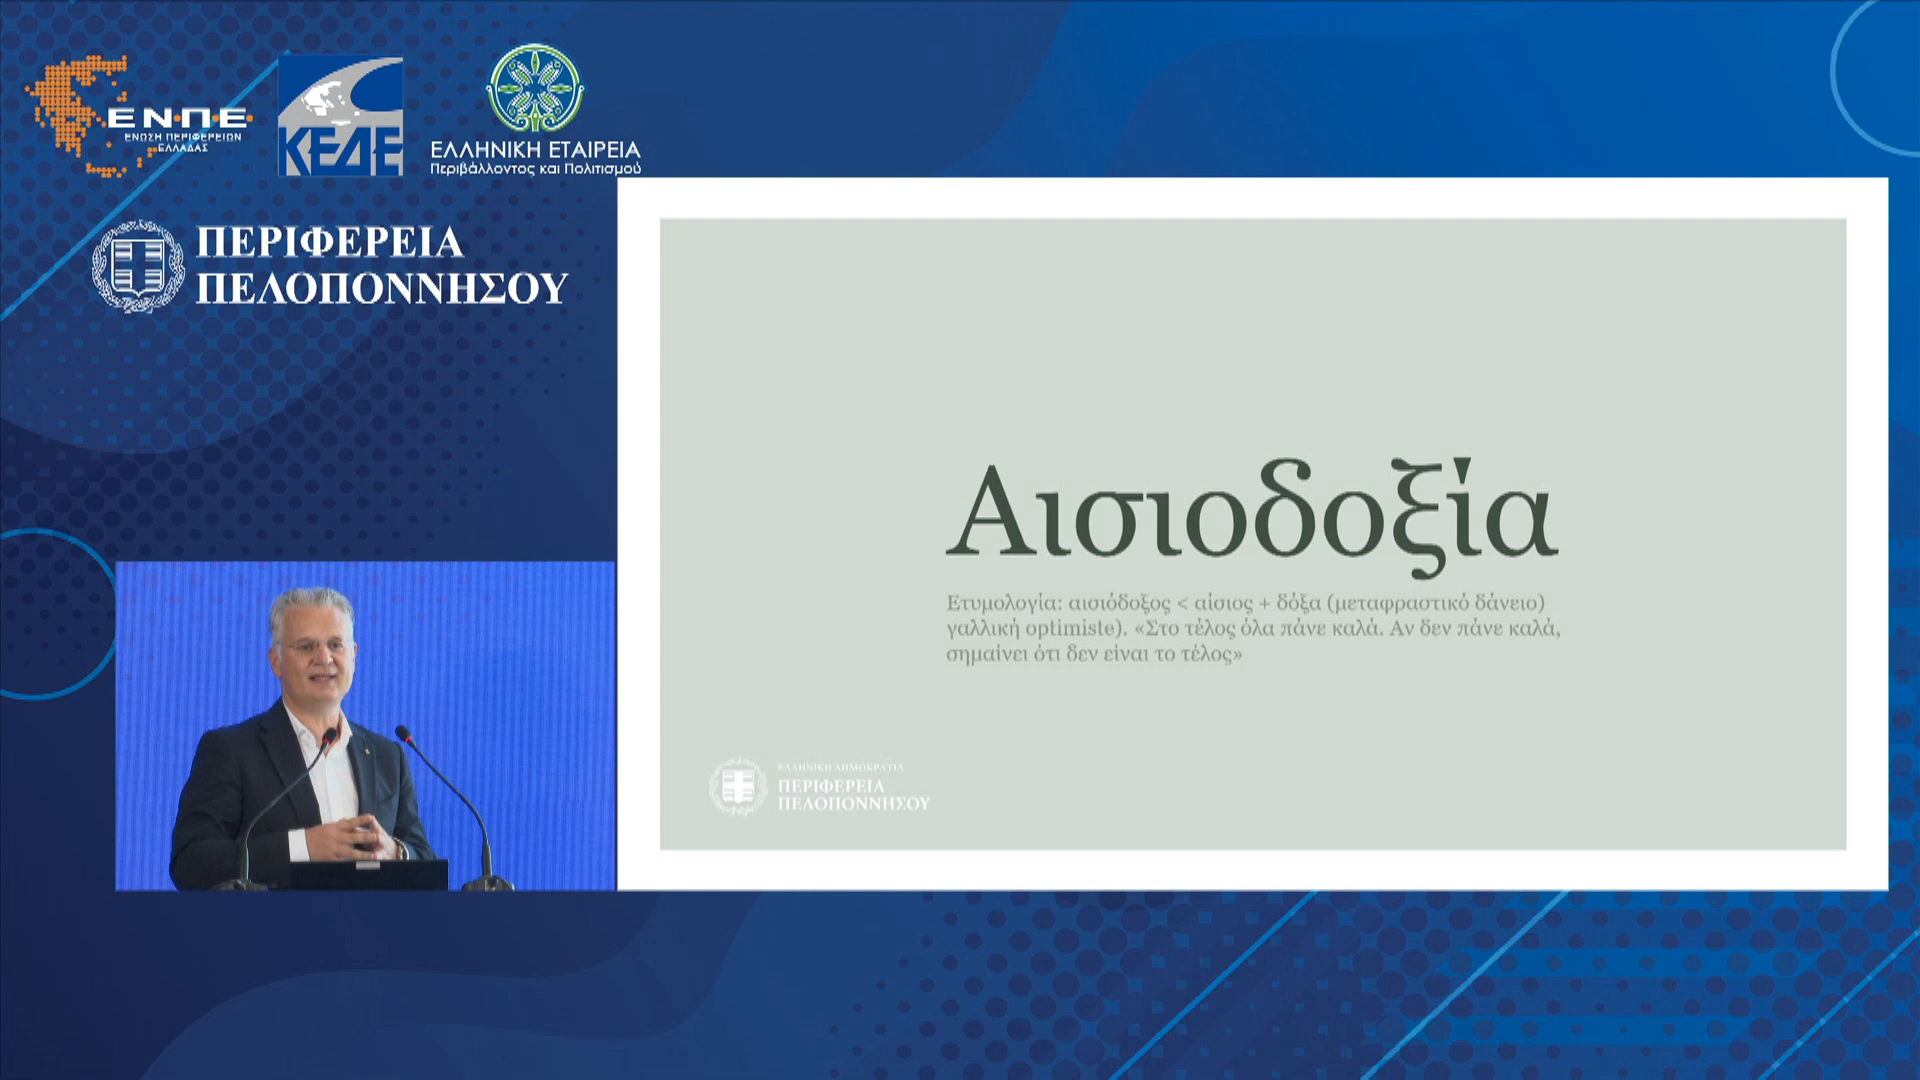 ΕΝΠΕ
ΕΝΩΣΗ ΠΕΡΙΦΕΡΕΙΩΝ
ΕΛΛΑΔΑΣ
ΚΕΔΕ
ΕΛΛΗΝΙΚΗ ΕΤΑΙΡΕΙΑ
Περιβάλλοντος και Πολιτισμού
ΠΕΡΙΦΕΡΕΙΑ
ΠΕΛΟΠΟΝΝΗΣΟΥ
Αισιοδοξία
Ετυμολογία: αισιόδοξος < αίσιος + δόξα (μεταφραστικό δάνειο)
γαλλική optimiste). «Στο τέλος όλα πάνε καλά. Αν δεν πάνε καλά,
σημαίνει ότι δεν είναι το τέλος»
ΕΛΛΗΝΙΚΗ ΔΗΜΟΚΡΑΤΙΑ
ΠΕΡΙΦΕΡΕΙΑ
ΠΕΛΟΠΟΝΝΗΣΟΥ